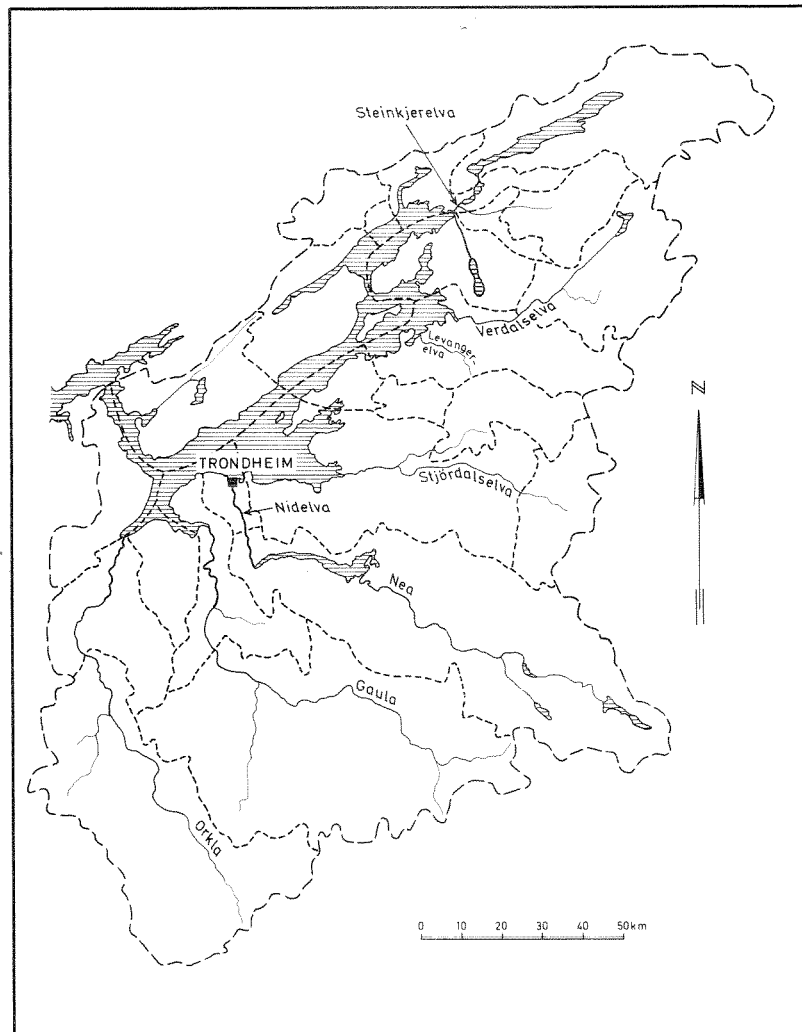 Steinkjerelva
Verdalselva
Levanger
elva
N
TRONDHEIM
Stjördalselva
Nidelva
Nea
Gaula
Orkla
0 10 20 30 40 50km